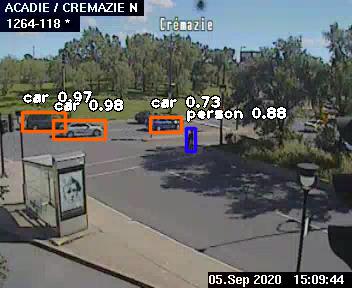 ACADIE / CREMAZIE N
1264-118 *
Crémazie
car 0.97
car 0.98
car 0.73
person 0.88
05.Sep 2020 15:09:44